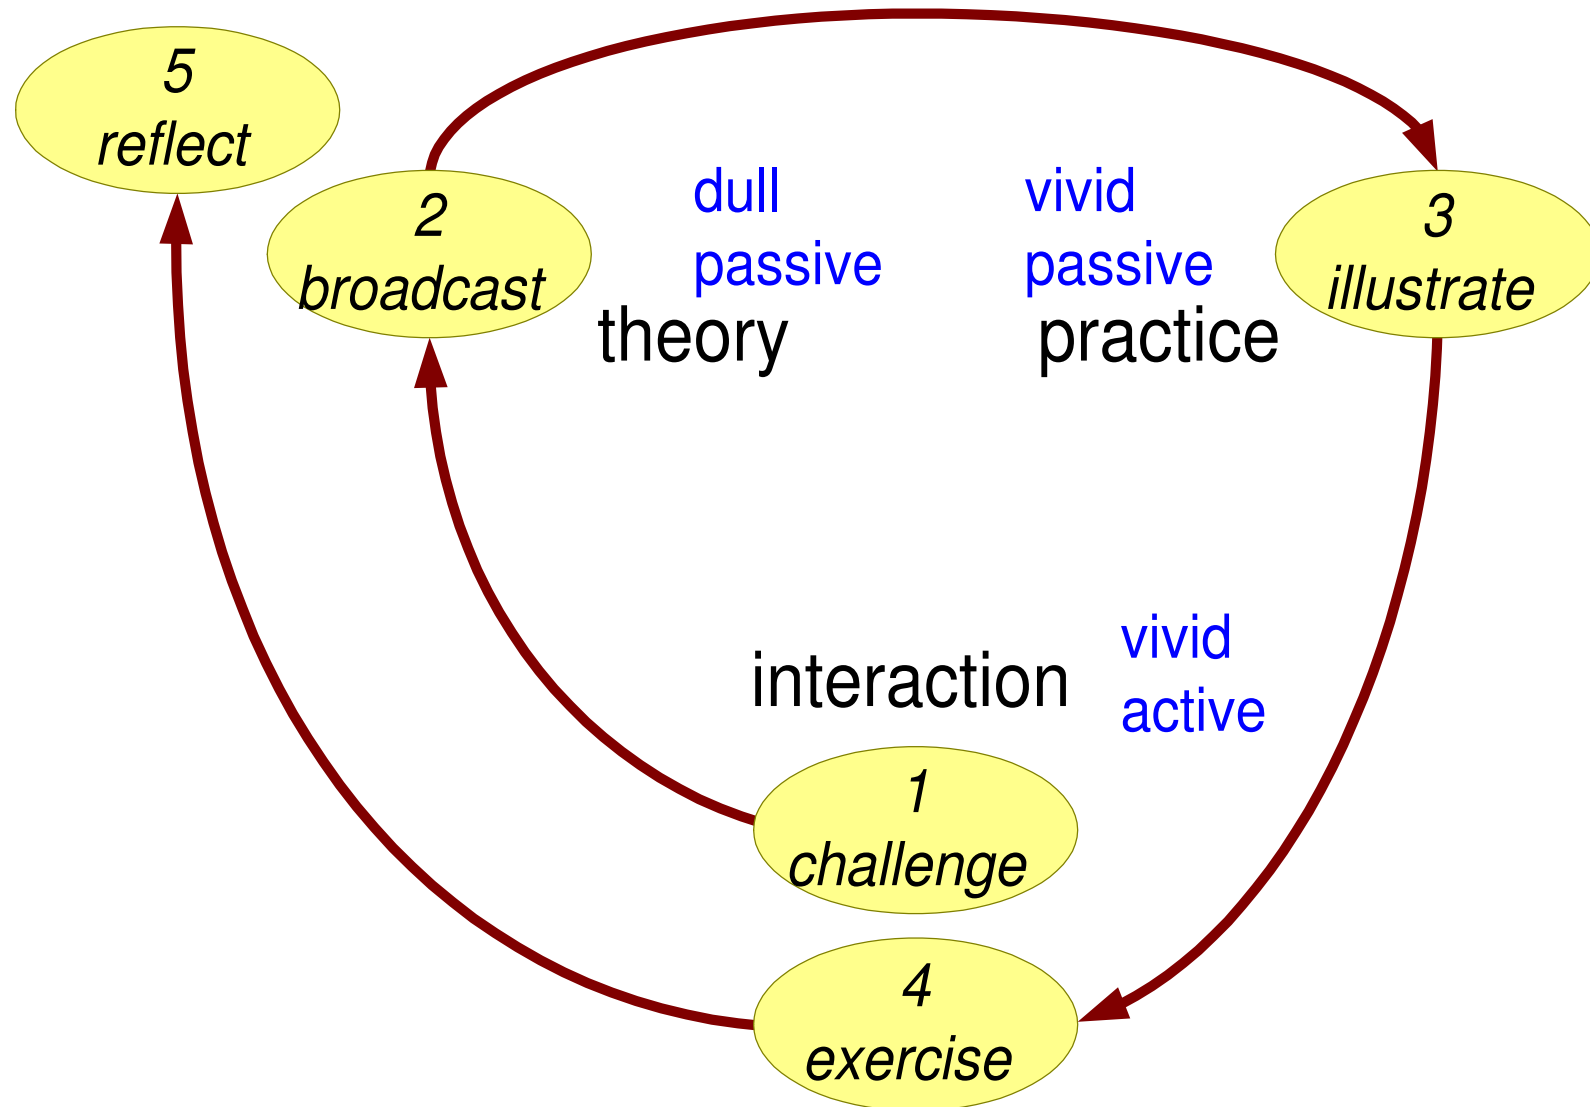 5
reflect
2
broadcast
dull
passive
theory
vivid
passive
practice
3
illustrate
interaction
vivid
active
1
challenge
4
exercise